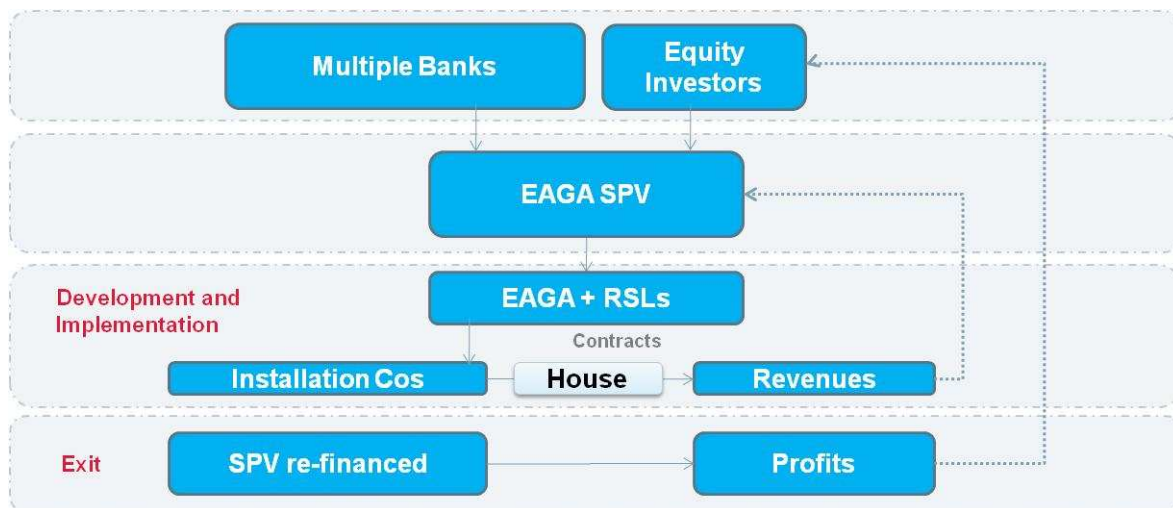 Multiple Banks
Equity
Investors
EAGA SPV
Development and
Implementation
EAGA + RSLs
Contracts
Installation Cos
House
Revenues
Exit
SPV re-financed
Profits